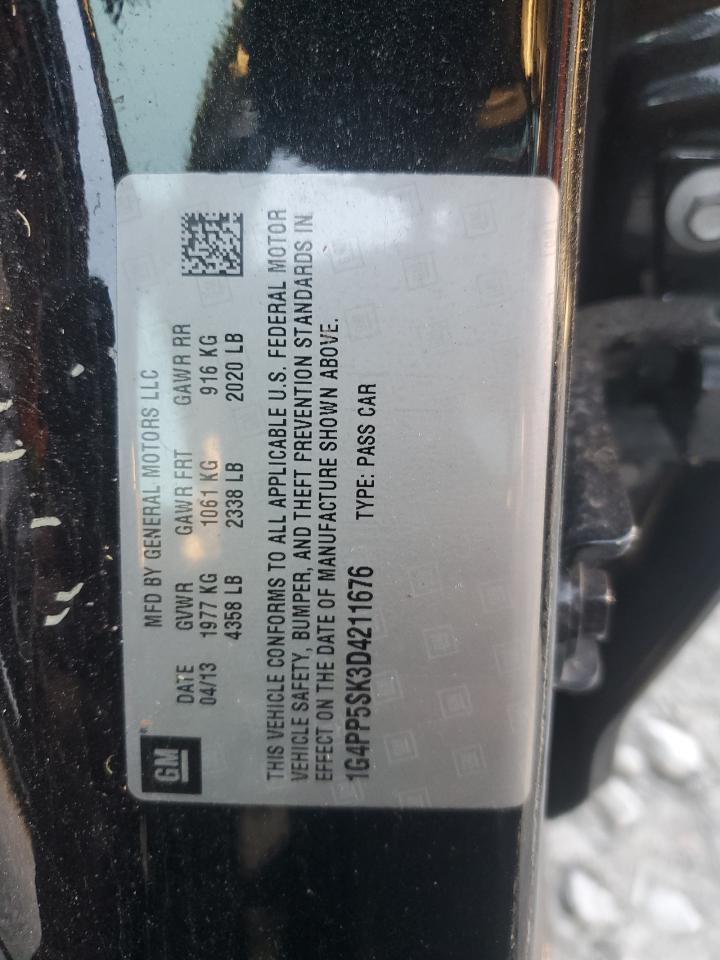 GM
MFD BY GENERAL MOTORS LLC
DATE GVWR GAWR FRT GAWR RR
04/13 1977 KG 1061 KG 916 KG
4358 LB 2338 LB 2020 LB
THIS VEHICLE CONFORMS TO ALL APPLICABLE U.S. FEDERAL MOTOR
VEHICLE SAFETY, BUMPER, AND THEFT PREVENTION STANDARDS IN
EFFECT ON THE DATE OF MANUFACTURE SHOWN ABOVE.
1G4PP5SK3D4211676 TYPE: PASS CAR